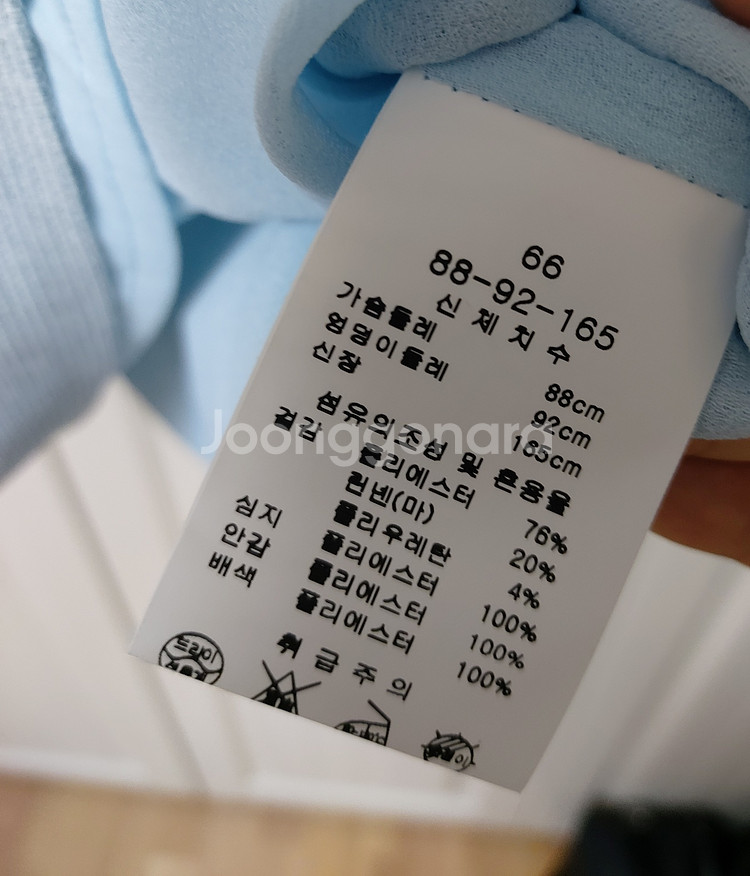 66
88-92-165
신 체 치 수
가슴둘레 88cm
엉덩이둘레 92cm
신장 165cm
섬유의조성 및 혼용율
겉감 폴리에스터 76%
린넨(마) 20%
폴리우레탄 4%
심지 폴리에스터 100%
안감 폴리에스터 100%
배색 폴리에스터 100%
취 급 주 의
드라이
Joonggonara